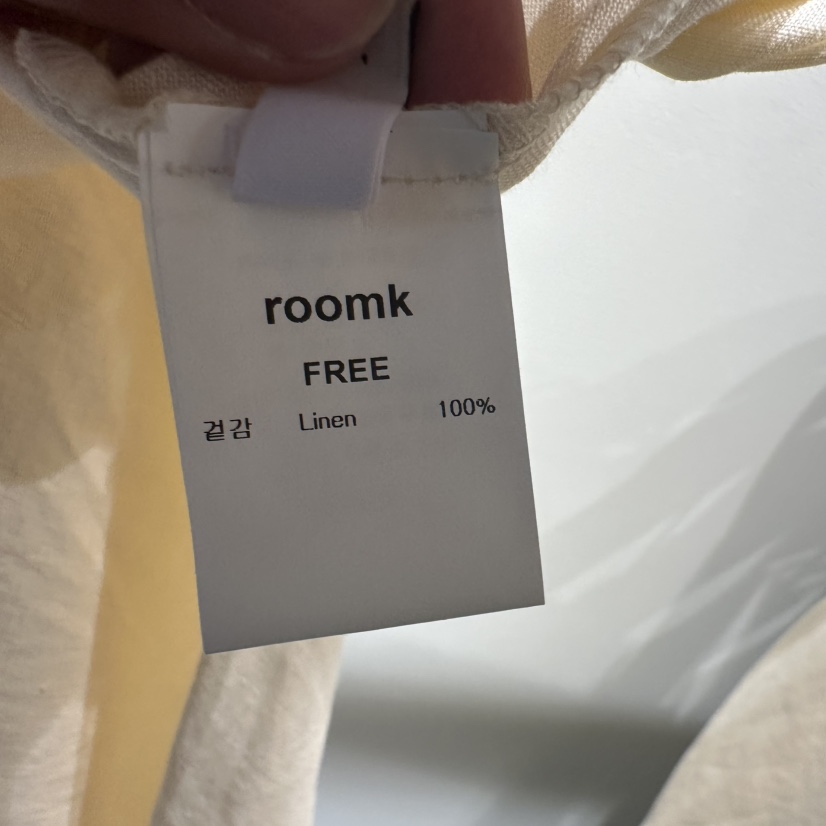 roomk
FREE
겉감 Linen 100%